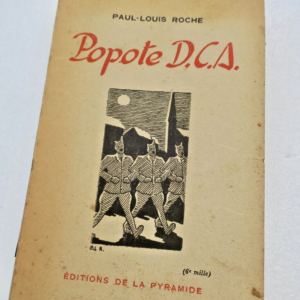 PAUL-LOUIS ROCHE
Popote D.C.A.
(6e mille)
ÉDITIONS DE LA PYRAMIDE